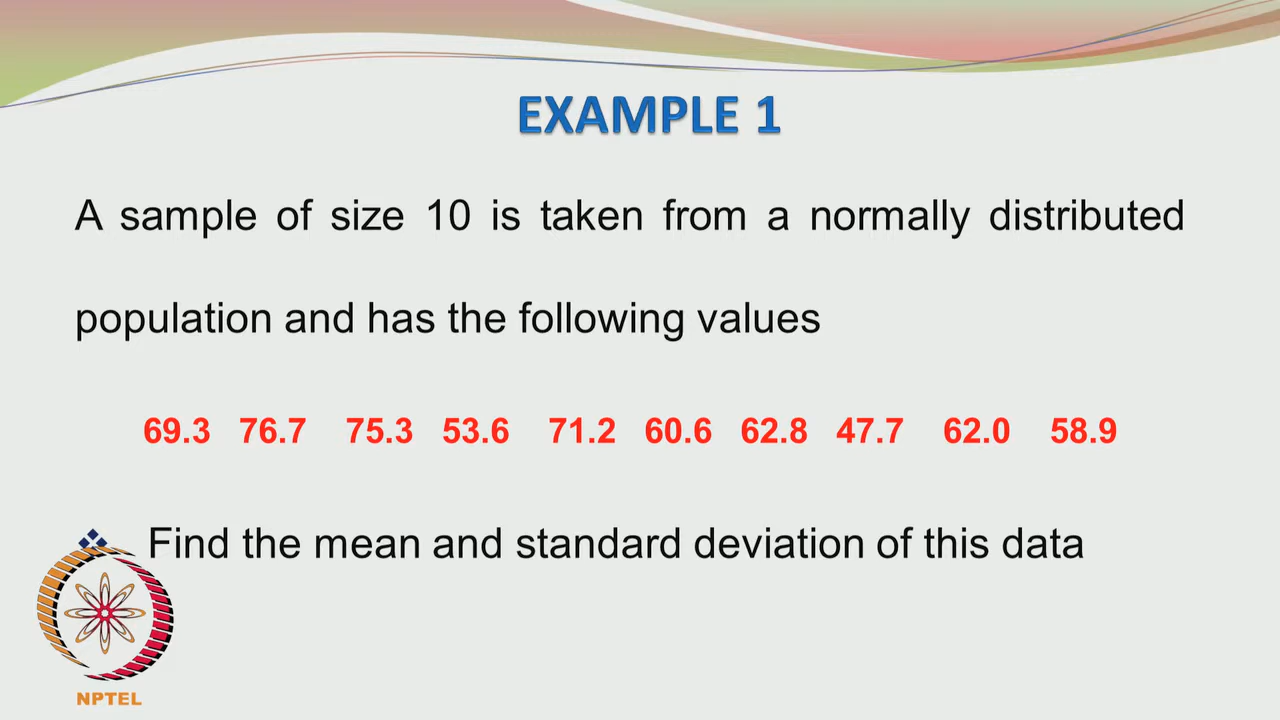 EXAMPLE 1
A sample of size 10 is taken from a normally distributed
population and has the following values
69.3 76.7 75.3 53.6 71.2 60.6 62.8 47.7 62.0 58.9
Find the mean and standard deviation of this data
NPTEL